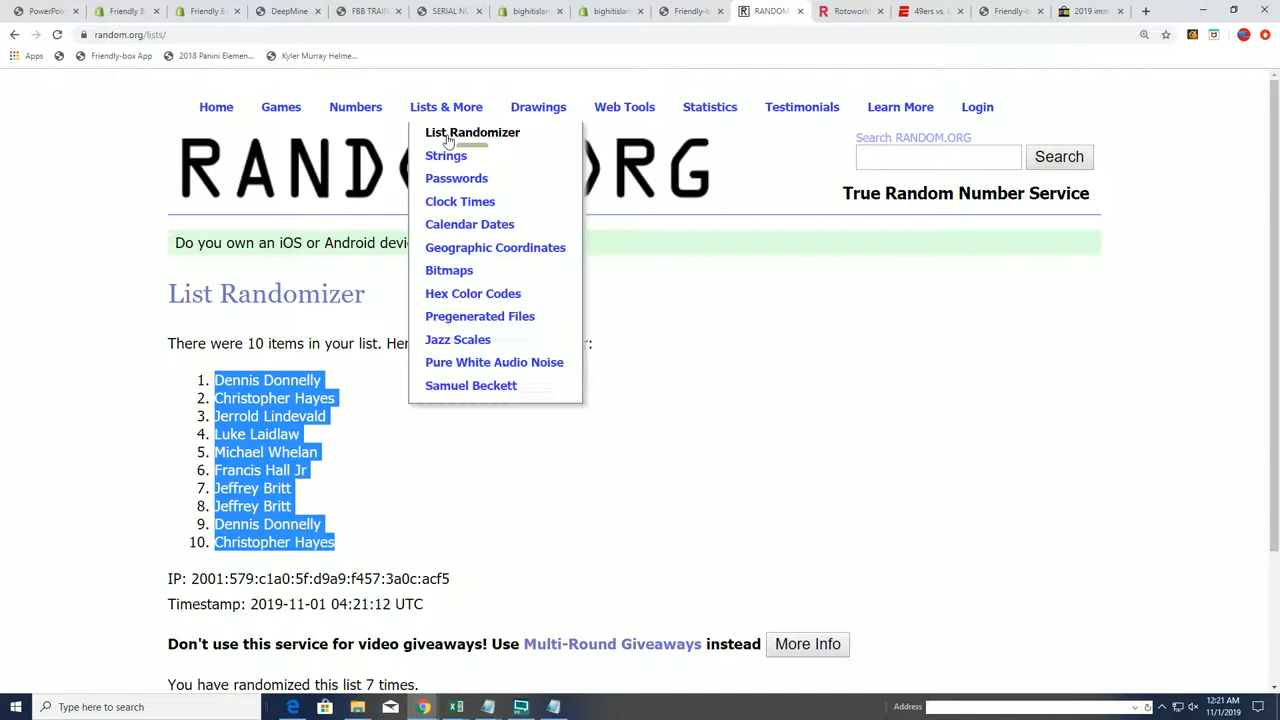 PowerPoin
Friendly B
Friendly B
DeepMine
FBB TRAIN
SERIAL NU
bighitslan
bighitslan
Friendly-b
RANDOM
Rotoworld
49ers vs.
Friendly-b
2019 imm
random.org/lists/
Apps
Friendly-box App
2018 Panini Elemen...
Kyler Murray Helme...
Home
Games
Numbers
Lists & More
Drawings
Web Tools
Statistics
Testimonials
Learn More
Login
List Randomizer
Strings
Passwords
Clock Times
Calendar Dates
Geographic Coordinates
Bitmaps
Hex Color Codes
Pregenerated Files
Jazz Scales
Pure White Audio Noise
Samuel Beckett
RANDO RG
Search RANDOM.ORG
Search
True Random Number Service
Do you own an iOS or Android devi
List Randomizer
There were 10 items in your list. Her :
1. Dennis Donnelly
2. Christopher Hayes
3. Jerrold Lindevald
4. Luke Laidlaw
5. Michael Whelan
6. Francis Hall Jr
7. Jeffrey Britt
8. Jeffrey Britt
9. Dennis Donnelly
10. Christopher Hayes
IP: 2001:579:c1a0:5f:d9a9:f457:3a0c:acf5
Timestamp: 2019-11-01 04:21:12 UTC
Don't use this service for video giveaways! Use Multi-Round Giveaways instead More Info
You have randomized this list 7 times.
Type here to search
Address
12:21 AM
11/1/2019